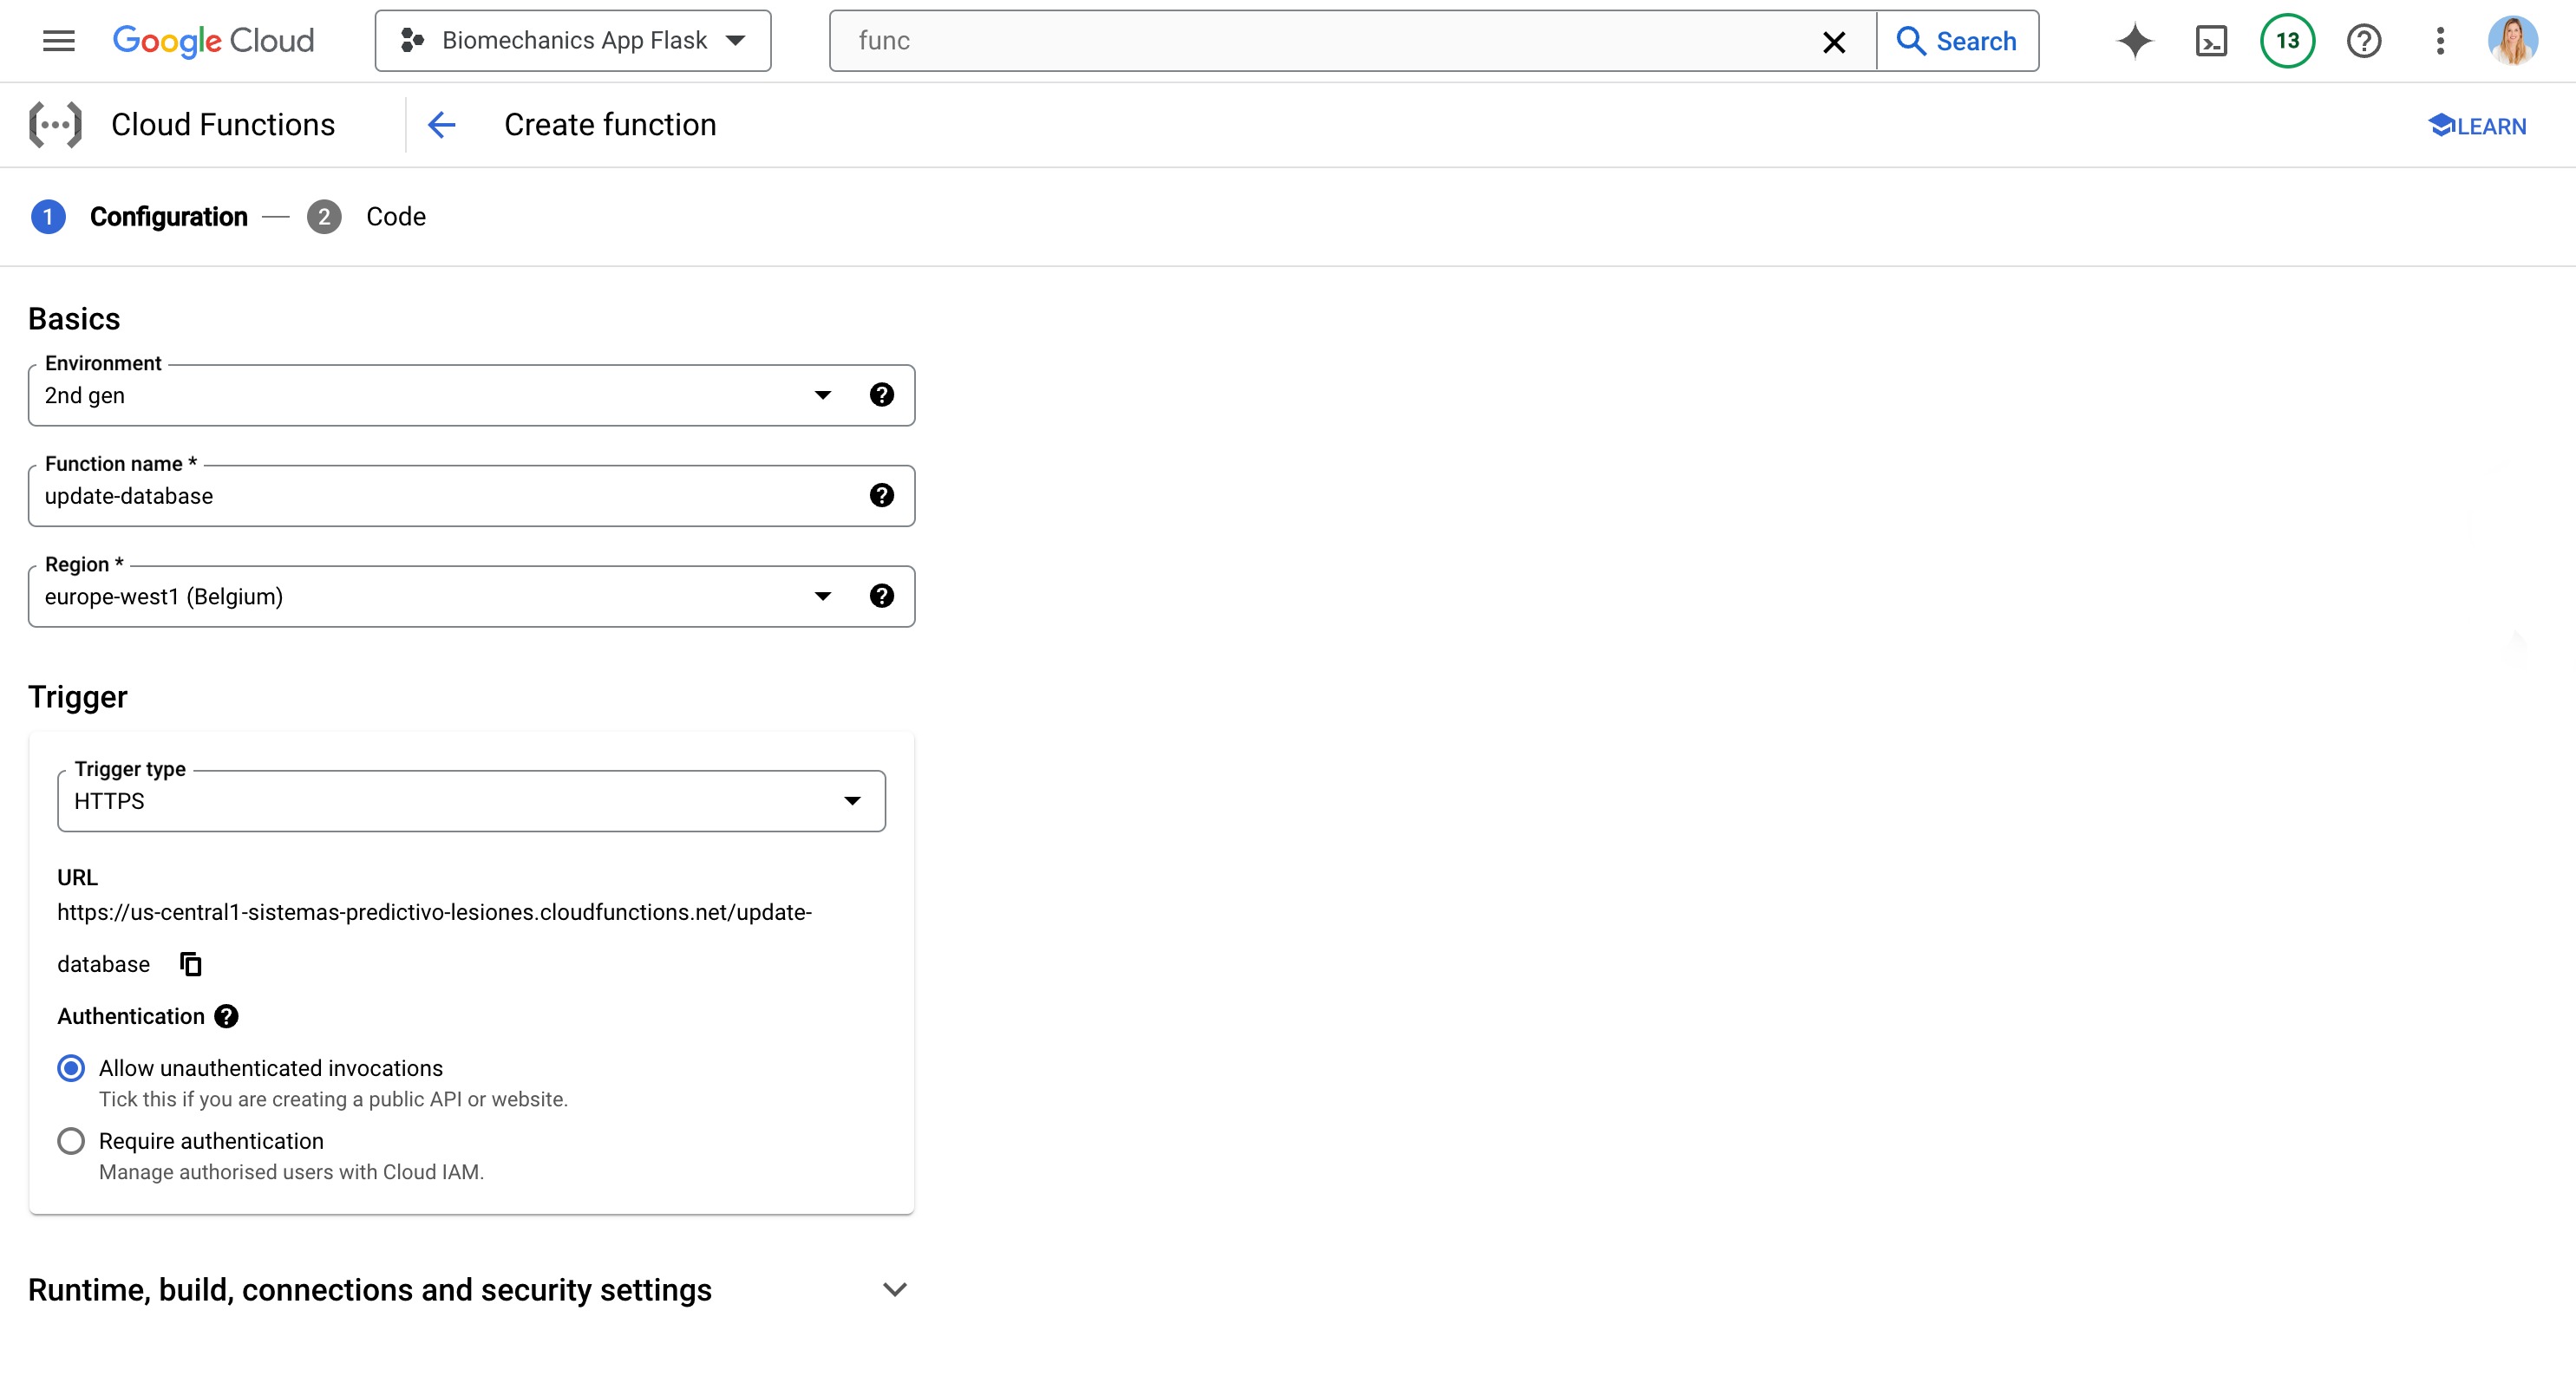 Google Cloud
Biomechanics App Flask
func
Search
13
Cloud Functions
Create function
LEARN
1 Configuration — 2 Code
Basics
Environment
2nd gen
Function name *
update-database
Region *
europe-west1 (Belgium)
Trigger
Trigger type
HTTPS
URL
https://us-central1-sistemas-predictivo-lesiones.cloudfunctions.net/update-
database
Authentication
Allow unauthenticated invocations
Tick this if you are creating a public API or website.
Require authentication
Manage authorised users with Cloud IAM.
Runtime, build, connections and security settings